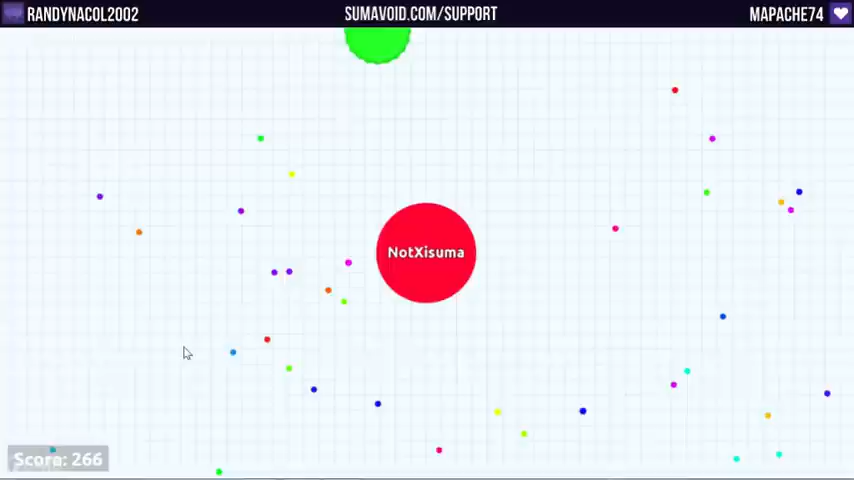 RANDYNACOL2002
SUMAVOID.COM/SUPPORT
MAPACHE74
NotXisuma
Score: 266